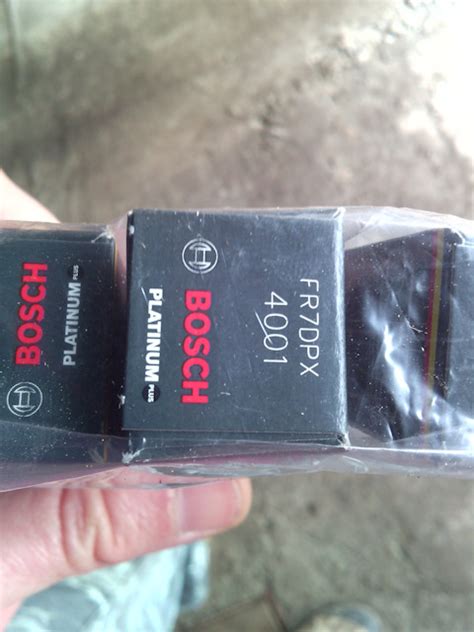 BOSCH
PLATINUM PLUS
BOSCH
PLATINUM PLUS
FR7DPX
4001